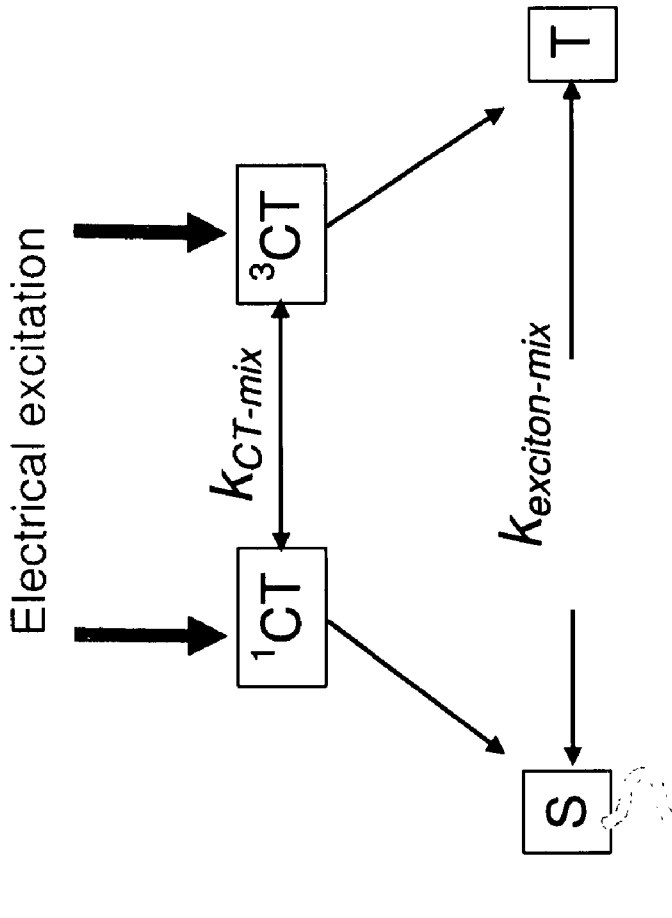 Electrical excitation
¹CT
k_CT-mix
³CT
S
k_exciton-mix
T